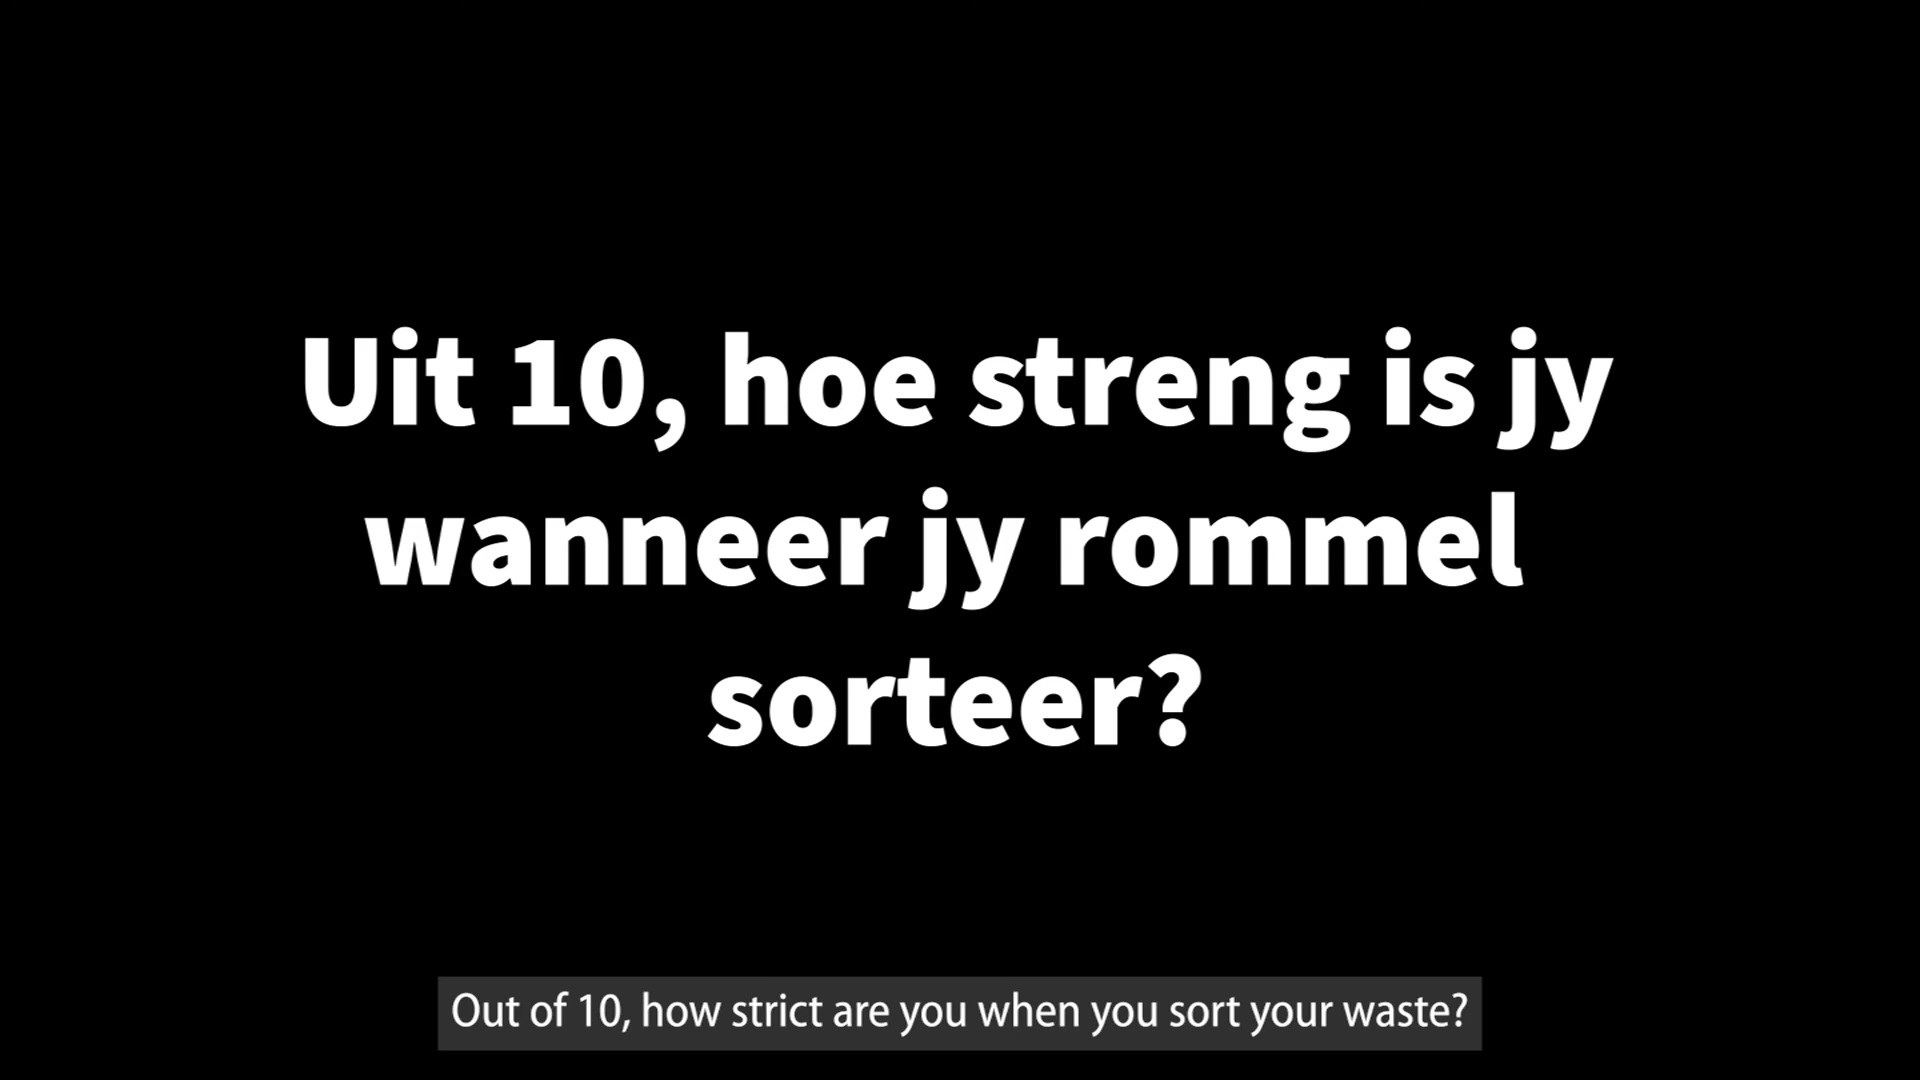 Uit 10, hoe streng is jy
wanneer jy rommel
sorteer?
Out of 10, how strict are you when you sort your waste?